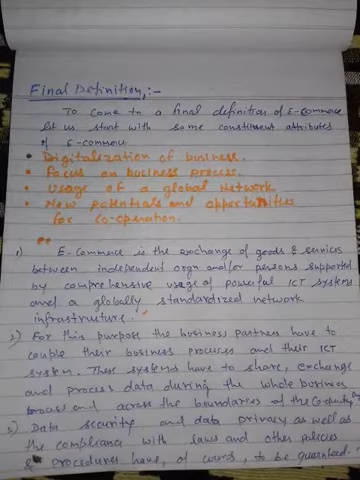 Final Definition,:-
To come to a final definition of E-Commerce
let us start with some constituent attributes
of E-commerce
• Digitalization of business.
• Focus on business process.
• Usage of a global Network
• New potentials and opportunities
for co-operation.
1) E-Commerce is the exchange of goods & services
between independent orgn and/or persons supported
by comprehensive usage of powerful ICT system
and a globally standardized network
infrastructure.
2) For this purpose the business partners have to
couple their business processes and their ICT
system. These systems have to share, exchange
and process data during the whole business
process and across the boundaries of the
3) Data security and data privacy as well as
the compliance with laws and other policies
& Procedures have, of course, to be